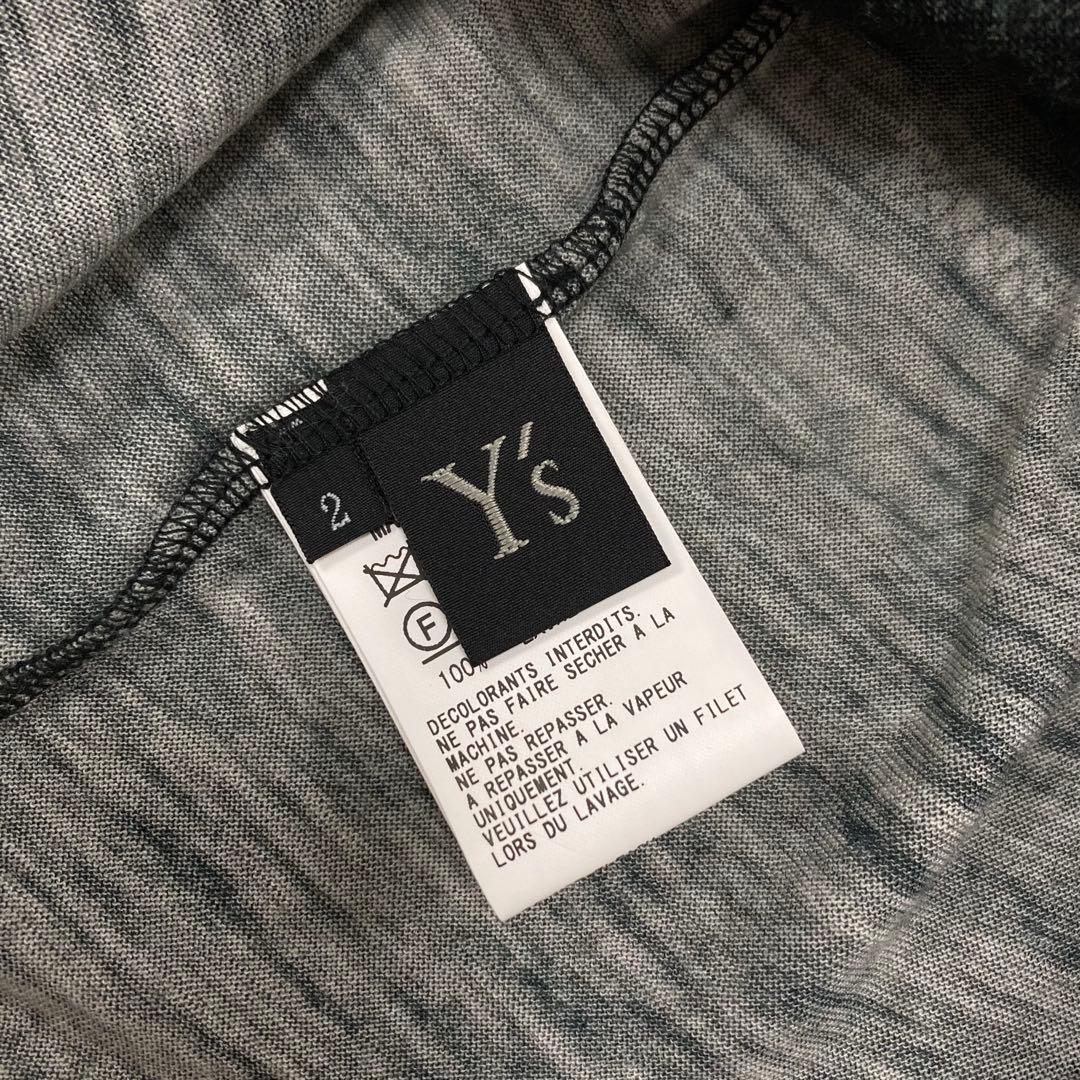 Y's
2
F
100%
DECOLORANTS INTERDITS.
NE PAS FAIRE SECHER A LA
MACHINE.
NE PAS REPASSER.
A REPASSER A LA VAPEUR
UNIQUEMENT.
VEUILLEZ UTILISER UN FILET
LORS DU LAVAGE.